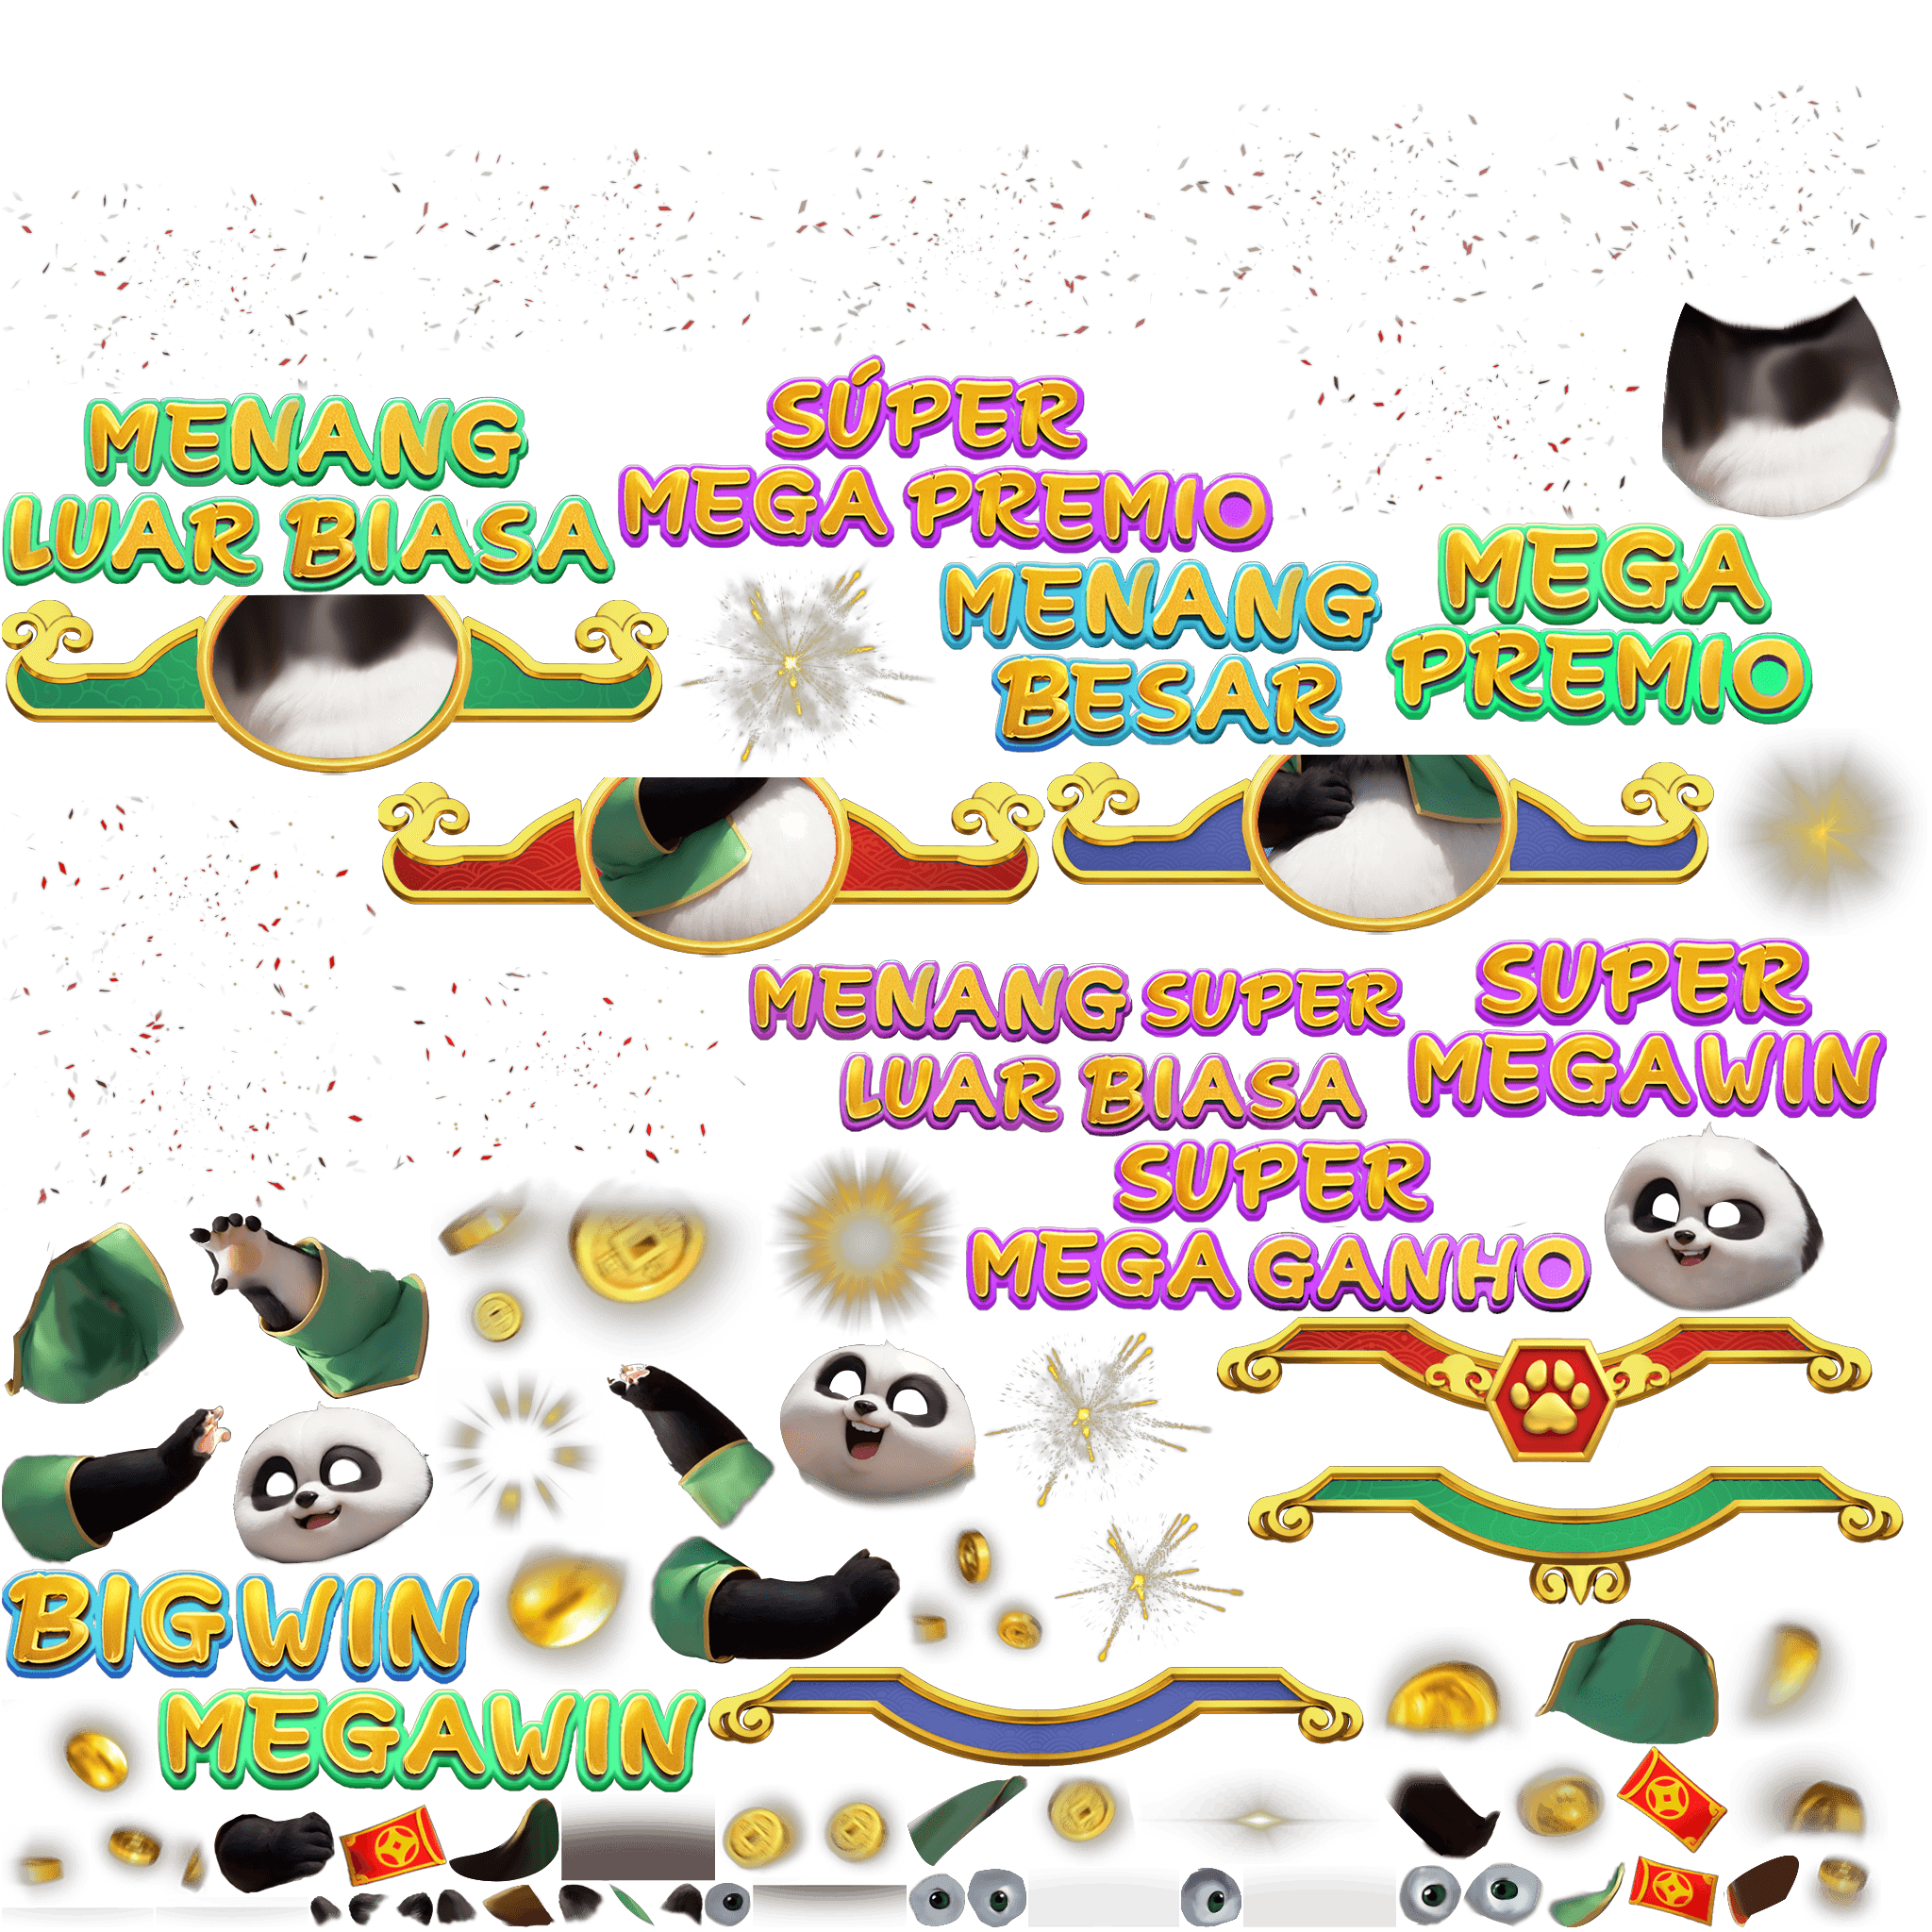 MENANG
LUAR BIASA
SÚPER
MEGA PREMIO
MENANG
BESAR
MEGA
PREMIO
MENANG SUPER
LUAR BIASA
SUPER
MEGAWIN
SUPER
MEGA GANHO
BIGWIN
MEGAWIN